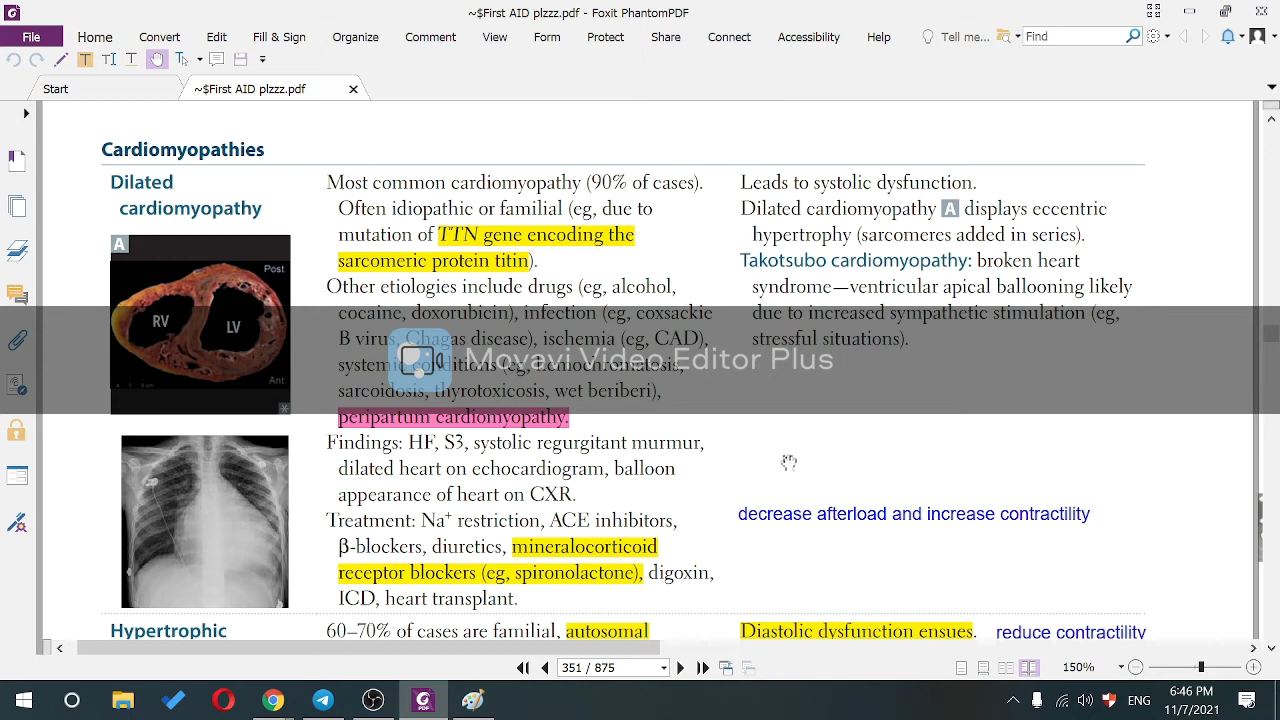 ~$First AID plzzz.pdf - Foxit PhantomPDF
File Home Convert Edit Fill & Sign Organize Comment View Form Protect Share Connect Accessibility Help Tell me... Find
Start ~$First AID plzzz.pdf
Cardiomyopathies
Dilated
cardiomyopathy
A
Post.
RV LV
Ant.
Most common cardiomyopathy (90% of cases).
Often idiopathic or familial (eg, due to
mutation of TTN gene encoding the
sarcomeric protein titin).
Other etiologies include drugs (eg, alcohol,
cocaine, doxorubicin), infection (eg, coxsackie
B virus, Chagas disease), ischemia (eg, CAD),
systemic conditions (eg, hemochromatosis,
sarcoidosis, thyrotoxicosis, wet beriberi),
peripartum cardiomyopathy.
Findings: HF, S3, systolic regurgitant murmur,
dilated heart on echocardiogram, balloon
appearance of heart on CXR.
Treatment: Na+ restriction, ACE inhibitors,
β-blockers, diuretics, mineralocorticoid
receptor blockers (eg, spironolactone), digoxin,
ICD, heart transplant.
Leads to systolic dysfunction.
Dilated cardiomyopathy A displays eccentric
hypertrophy (sarcomeres added in series).
Takotsubo cardiomyopathy: broken heart
syndrome—ventricular apical ballooning likely
due to increased sympathetic stimulation (eg,
stressful situations).
Movavi Video Editor Plus
decrease afterload and increase contractility
Hypertrophic
60–70% of cases are familial, autosomal
Diastolic dysfunction ensues. reduce contractility
351 / 875 150%
ENG 6:46 PM
11/7/2021